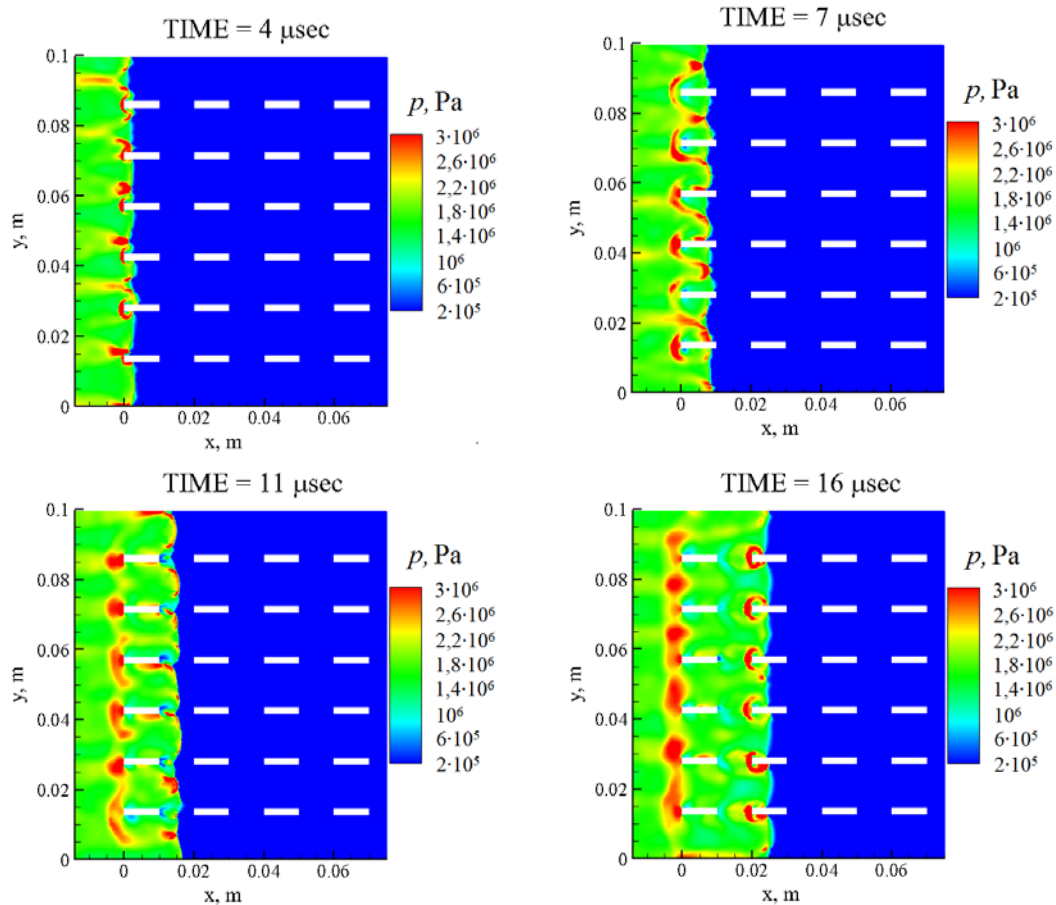 TIME = 4 μsec
0.1
0.08
0.06
0.04
0.02
0
y, m
0 0.02 0.04 0.06
x, m
p, Pa
3·10⁶
2,6·10⁶
2,2·10⁶
1,8·10⁶
1,4·10⁶
10⁶
6·10⁵
2·10⁵
TIME = 7 μsec
0.1
0.08
0.06
0.04
0.02
0
y, m
0 0.02 0.04 0.06
x, m
p, Pa
3·10⁶
2,6·10⁶
2,2·10⁶
1,8·10⁶
1,4·10⁶
10⁶
6·10⁵
2·10⁵
TIME = 11 μsec
0.1
0.08
0.06
0.04
0.02
0
y, m
0 0.02 0.04 0.06
x, m
p, Pa
3·10⁶
2,6·10⁶
2,2·10⁶
1,8·10⁶
1,4·10⁶
10⁶
6·10⁵
2·10⁵
TIME = 16 μsec
0.1
0.08
0.06
0.04
0.02
0
y, m
0 0.02 0.04 0.06
x, m
p, Pa
3·10⁶
2,6·10⁶
2,2·10⁶
1,8·10⁶
1,4·10⁶
10⁶
6·10⁵
2·10⁵